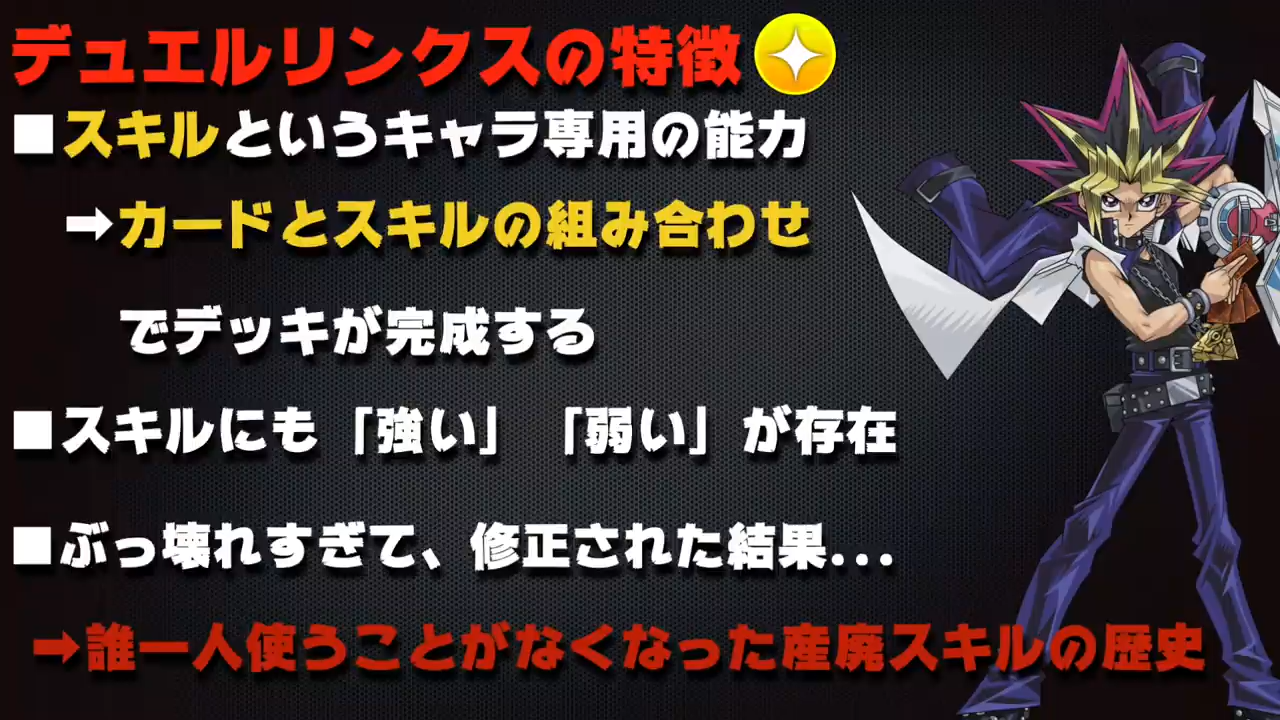 デュエルリンクスの特徴
■スキルというキャラ専用の能力
➡カードとスキルの組み合わせ
でデッキが完成する
■スキルにも「強い」「弱い」が存在
■ぶっ壊れすぎて、修正された結果...
➡誰一人使うことがなくなった産廃スキルの歴史